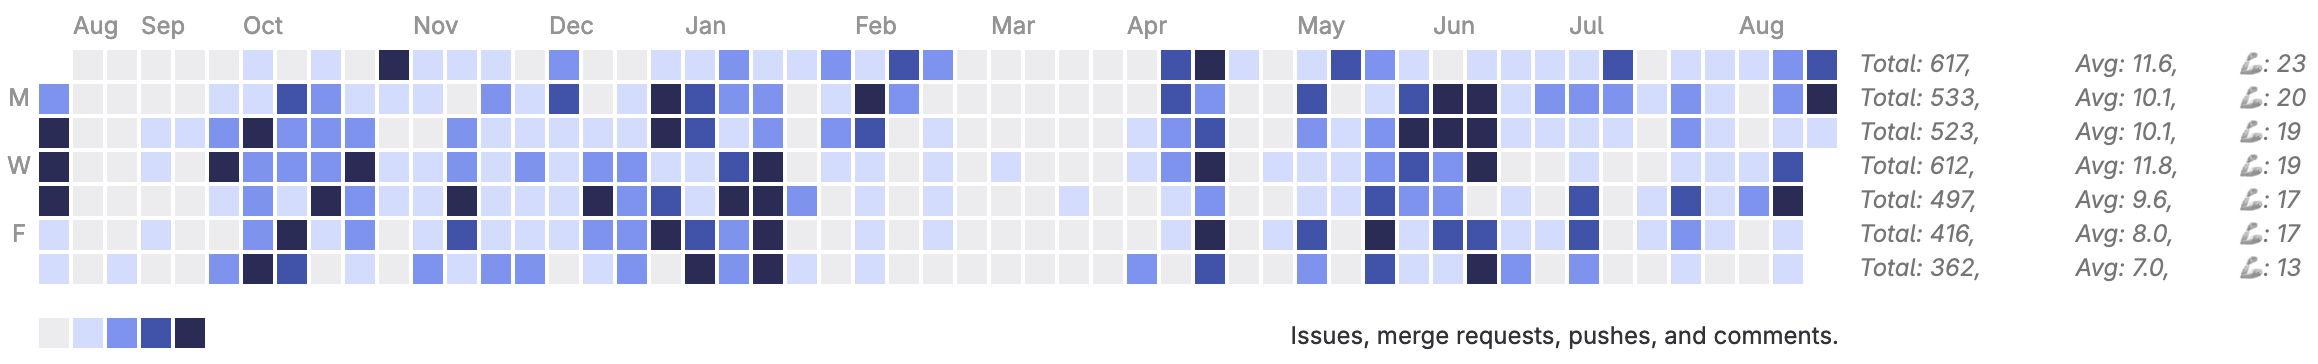 Aug Sep Oct Nov Dec Jan Feb Mar Apr May Jun Jul Aug
Total: 617, Avg: 11.6, 💪: 23
M Total: 533, Avg: 10.1, 💪: 20
Total: 523, Avg: 10.1, 💪: 19
W Total: 612, Avg: 11.8, 💪: 19
Total: 497, Avg: 9.6, 💪: 17
F Total: 416, Avg: 8.0, 💪: 17
Total: 362, Avg: 7.0, 💪: 13
Issues, merge requests, pushes, and comments.